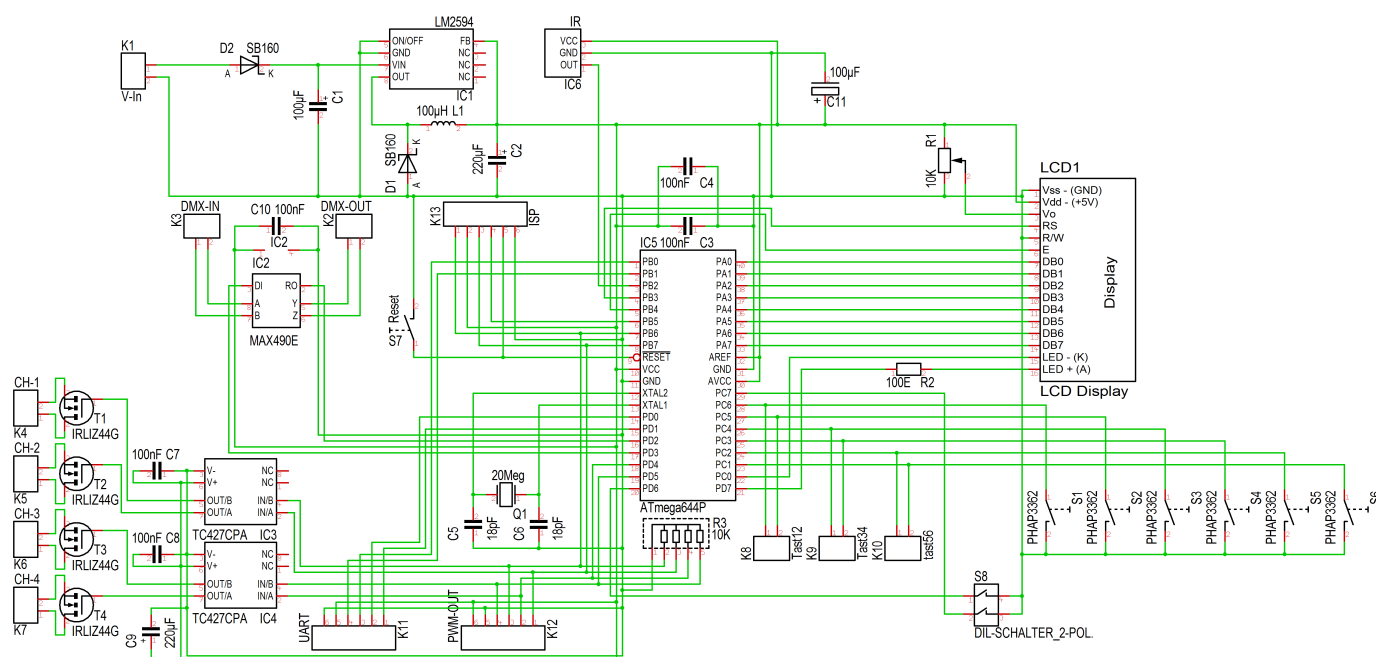 K1
V-In
D2 SB160
A K
100µF C1
LM2594
ON/OFF FB
GND NC
VIN NC
OUT NC
IC1
IR
VCC
GND
OUT
IC6
100µF
C11
100µH L1
SB160 K
D1 A
220µF C2
R1
10K
LCD1
Vss - (GND)
Vdd - (+5V)
Vo
RS
R/W
E
DB0
DB1
DB2
DB3
DB4
DB5
DB6
DB7
LED - (K)
LED + (A)
Display
LCD Display
100nF C4
DMX-IN
K3
C10 100nF
IC2
DMX-OUT
K2
K13
ISP
IC5 100nF C3
IC2
DI RO
A Y
B Z
MAX490E
Reset
S7
PB0 PA0
PB1 PA1
PB2 PA2
PB3 PA3
PB4 PA4
PB5 PA5
PB6 PA6
PB7 PA7
RESET AREF
VCC GND
GND AVCC
XTAL2 PC7
XTAL1 PC6
PD0 PC5
PD1 PC4
PD2 PC3
PD3 PC2
PD4 PC1
PD5 PC0
PD6 PD7
ATmega644P
100E R2
CH-1
K4
T1
IRLIZ44G
CH-2
K5
T2
IRLIZ44G
CH-3
K6
T3
IRLIZ44G
CH-4
K7
T4
IRLIZ44G
100nF C7
V- NC
V+ NC
OUT/B IN/B
OUT/A IN/A
TC427CPA IC3
100nF C8
V- NC
V+ NC
OUT/B IN/B
OUT/A IN/A
TC427CPA IC4
C9
220µF
20Meg
Q1
C5
18pF
C6
18pF
R3
10K
UART
K11
PWM-OUT
K12
K8
Tast12
K9
Tast34
K10
tast56
PHAP3362 S1
PHAP3362 S2
PHAP3362 S3
PHAP3362 S4
PHAP3362 S5
PHAP3362
S8
DIL-SCHALTER_2-POL.